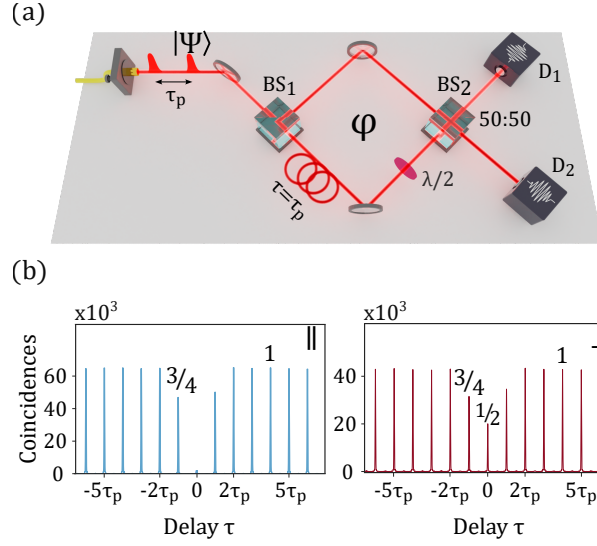 (a)
|Ψ⟩
τp
BS1
φ
BS2
D1
50:50
D2
λ/2
τ=τp
(b)
x10³
||
Coincidences
60
40
20
0
3/4
1
-5τp
-2τp
0
2τp
5τp
Delay τ
x10³
40
20
0
3/4
1/2
1
-5τp
-2τp
0
2τp
5τp
Delay τ